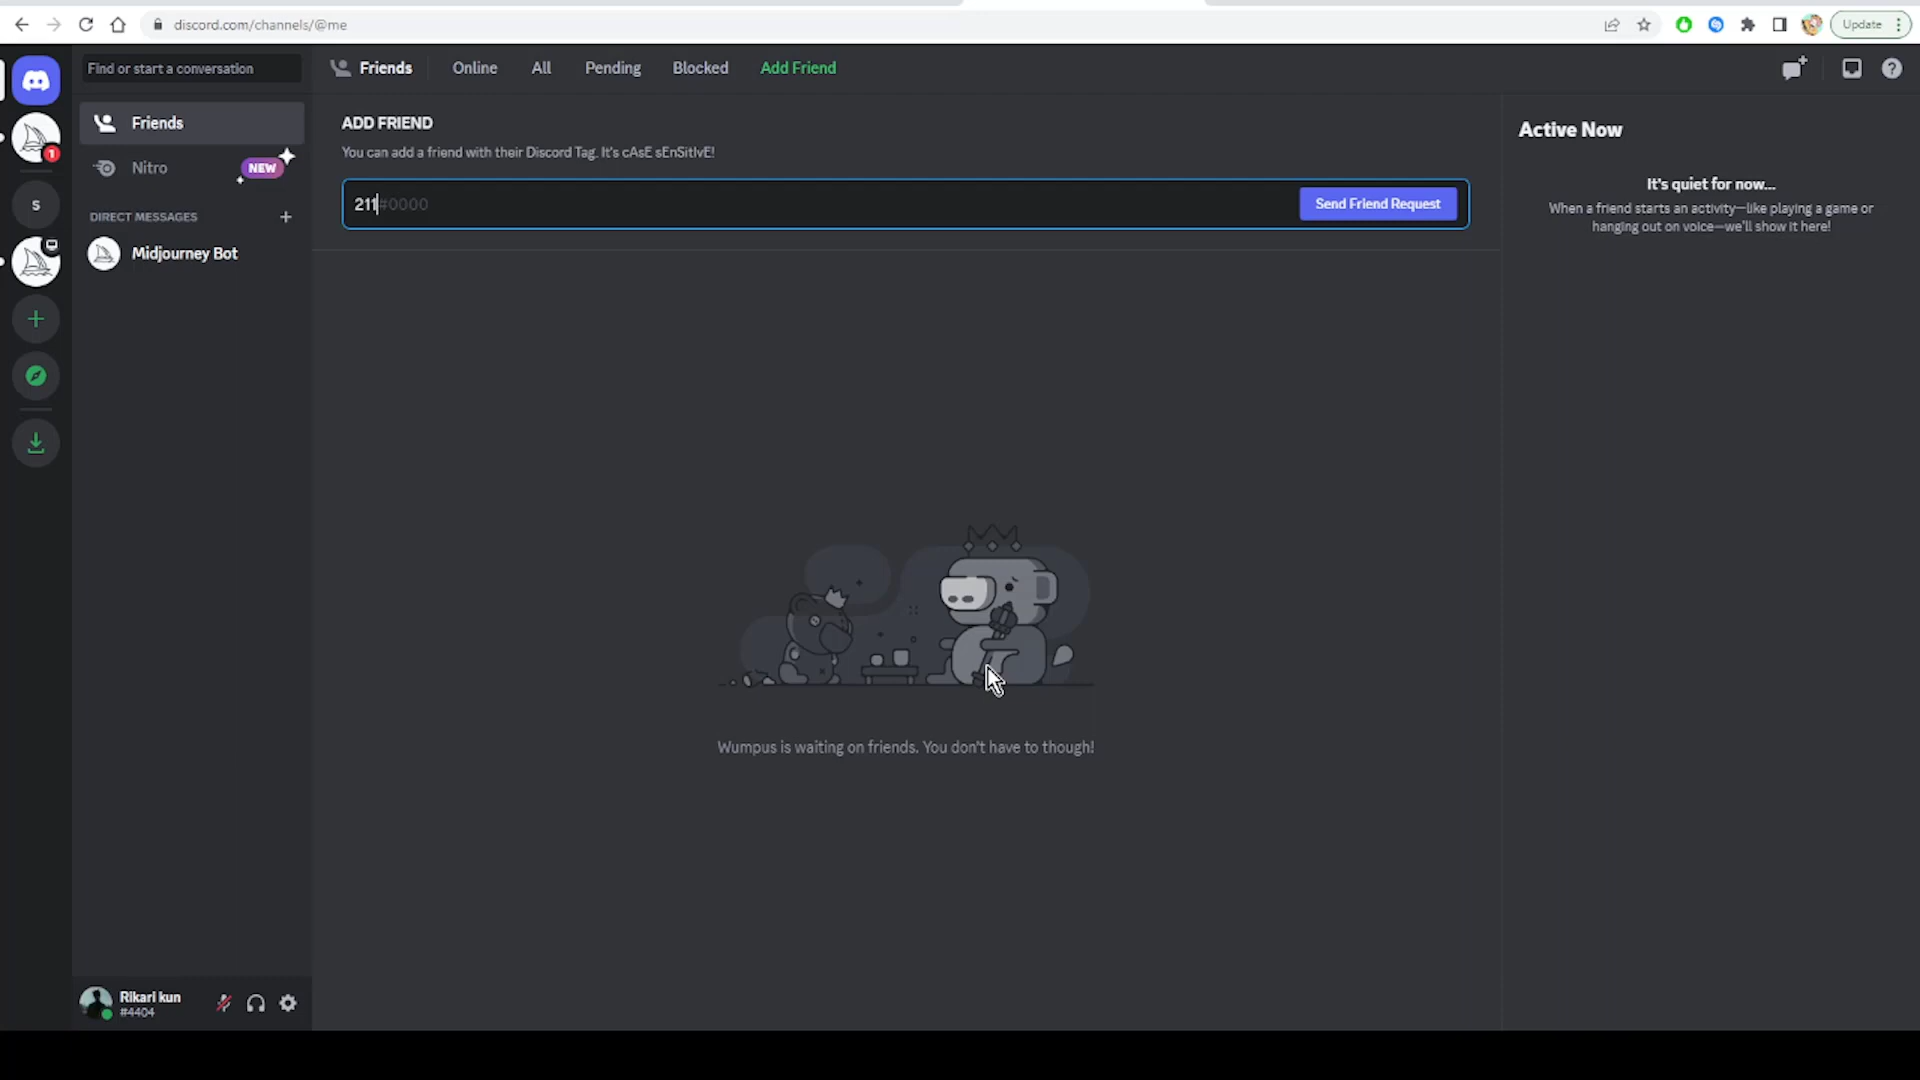 discord.com/channels/@me
Update
Find or start a conversation
Friends
Online
All
Pending
Blocked
Add Friend
Friends
Nitro
NEW
DIRECT MESSAGES
Midjourney Bot
1
s
ADD FRIEND
You can add a friend with their Discord Tag. It's cAsE sEnSitIvE!
211#0000
Send Friend Request
Wumpus is waiting on friends. You don't have to though!
Active Now
It's quiet for now...
When a friend starts an activity—like playing a game or
hanging out on voice—we'll show it here!
Rikari kun
#4404